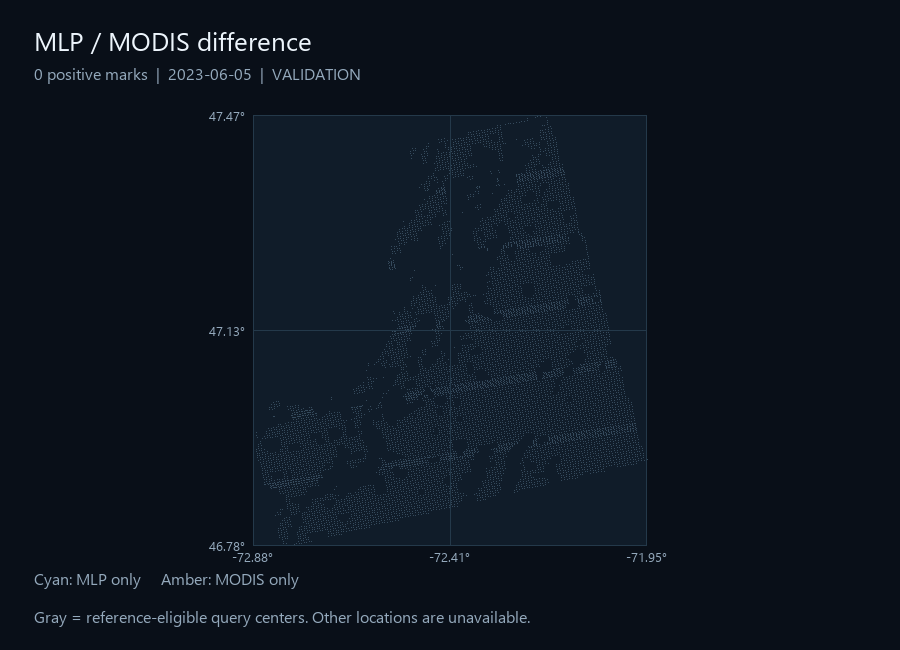 MLP / MODIS difference
0 positive marks | 2023-06-05 | VALIDATION
47.47°
47.13°
46.78°
-72.88° -72.41° -71.95°
Cyan: MLP only Amber: MODIS only
Gray = reference-eligible query centers. Other locations are unavailable.